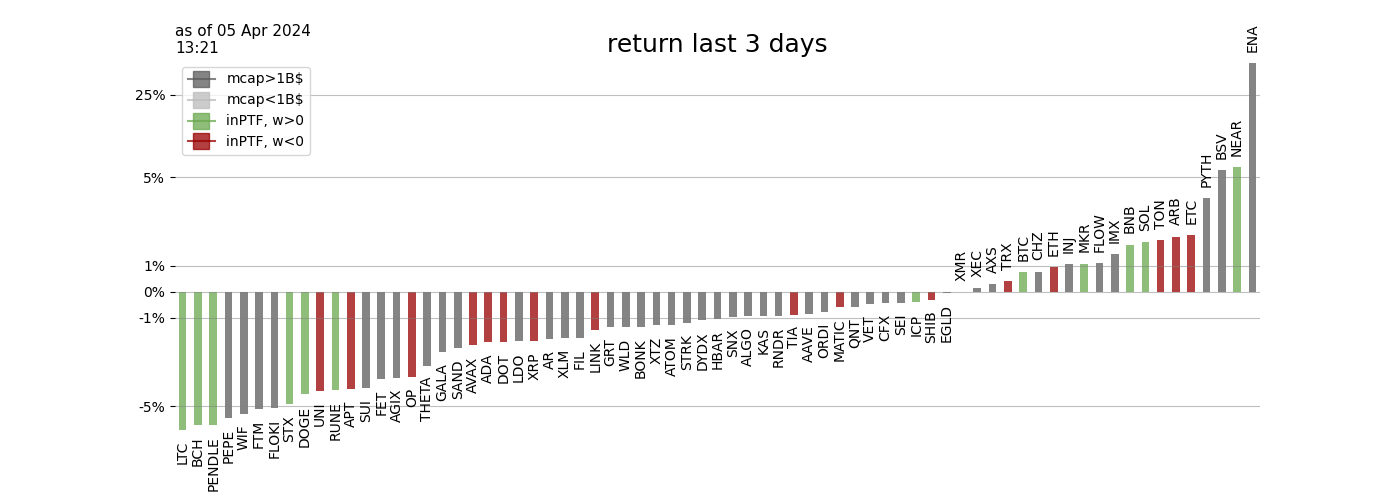 as of 05 Apr 2024
13:21
return last 3 days
mcap>1B$
mcap<1B$
inPTF, w>0
inPTF, w<0
25%
5%
1%
0%
-1%
-5%
LTC
BCH
PENDLE
PEPE
WIF
FTM
FLOKI
STX
DOGE
UNI
RUNE
APT
SUI
FET
AGIX
OP
THETA
GALA
SAND
AVAX
ADA
DOT
LDO
XRP
AR
XLM
FIL
LINK
GRT
WLD
BONK
XTZ
ATOM
STRK
DYDX
HBAR
SNX
ALGO
KAS
RNDR
TIA
AAVE
ORDI
MATIC
QNT
VET
CFX
SEI
ICP
SHIB
EGLD
XMR
XEC
AXS
TRX
BTC
CHZ
ETH
INJ
MKR
FLOW
IMX
BNB
SOL
TON
ARB
ETC
PYTH
BSV
NEAR
ENA